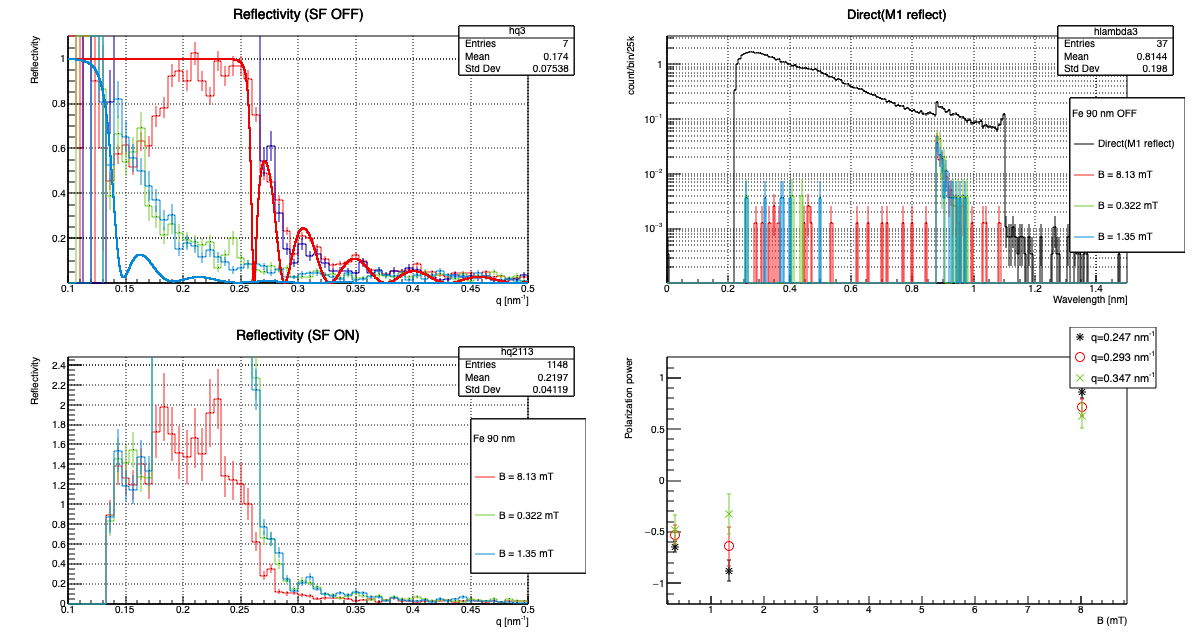 Reflectivity (SF OFF)
hq3
Entries 7
Mean 0.174
Std Dev 0.07538
Reflectivity
1
0.8
0.6
0.4
0.2
0.1 0.15 0.2 0.25 0.3 0.35 0.4 0.45 0.5
q [nm⁻¹]
Direct(M1 reflect)
hlambda3
Entries 37
Mean 0.8144
Std Dev 0.198
count/bin/25k
1
10⁻¹
10⁻²
10⁻³
Fe 90 nm OFF
Direct(M1 reflect)
B = 8.13 mT
B = 0.322 mT
B = 1.35 mT
0 0.2 0.4 0.6 0.8 1 1.2 1.4
Wavelength [nm]
Reflectivity (SF ON)
hq2113
Entries 1148
Mean 0.2197
Std Dev 0.04119
Reflectivity
2.4
2.2
2
1.8
1.6
1.4
1.2
1
0.8
0.6
0.4
0.2
0
Fe 90 nm
B = 8.13 mT
B = 0.322 mT
B = 1.35 mT
0.1 0.15 0.2 0.25 0.3 0.35 0.4 0.45 0.5
q [nm⁻¹]
q=0.247 nm⁻¹
q=0.293 nm⁻¹
q=0.347 nm⁻¹
Polarization power
1
0.5
0
−0.5
−1
1 2 3 4 5 6 7 8
B (mT)